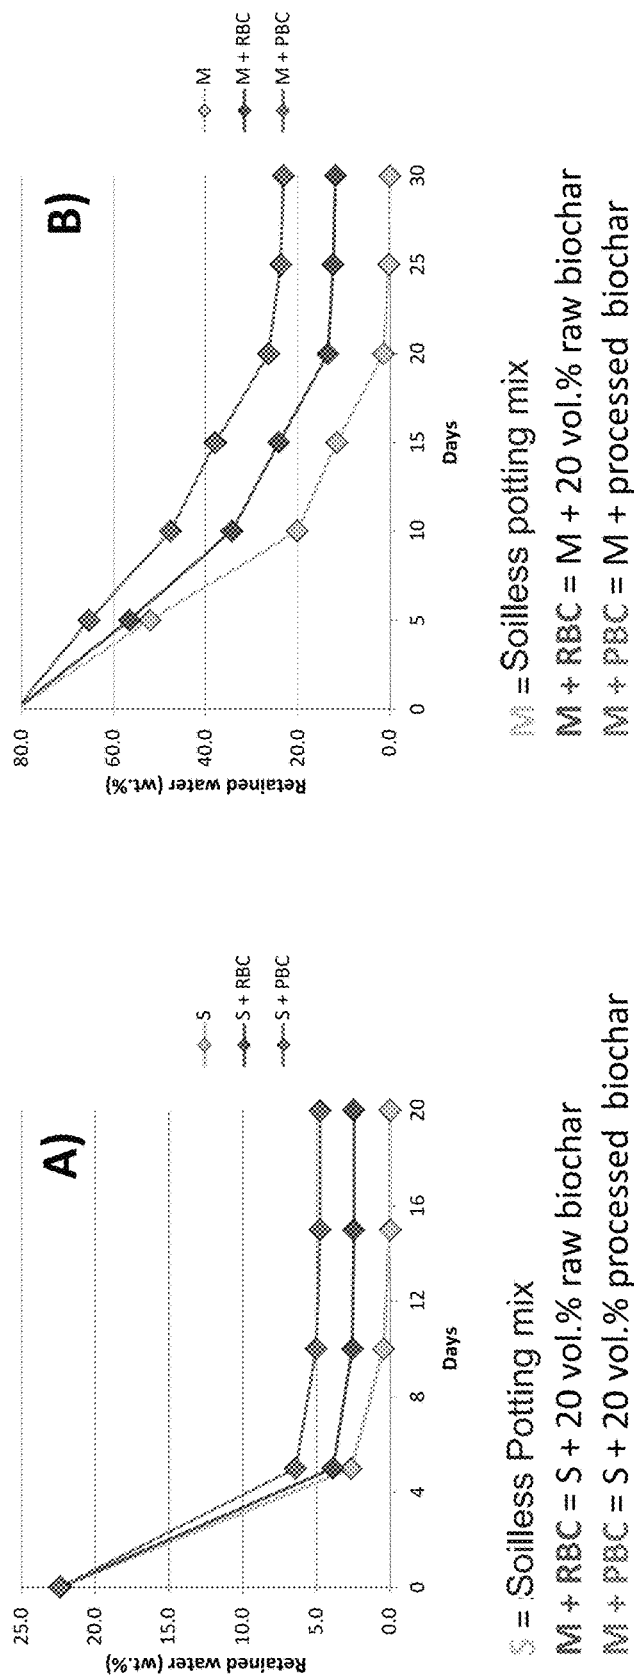 A)
25.0
20.0
15.0
10.0
5.0
0.0
Retained water (wt.%)
0 4 8 12 16 20
Days
S
S + RBC
S + PBC
S = Soilless Potting mix
M + RBC = S + 20 vol.% raw biochar
M + PBC = S + 20 vol.% processed biochar
B)
80.0
60.0
40.0
20.0
0.0
Retained water (wt.%)
0 5 10 15 20 25 30
Days
M
M + RBC
M + PBC
M = Soilless potting mix
M + RBC = M + 20 vol.% raw biochar
M + PBC = M + processed biochar